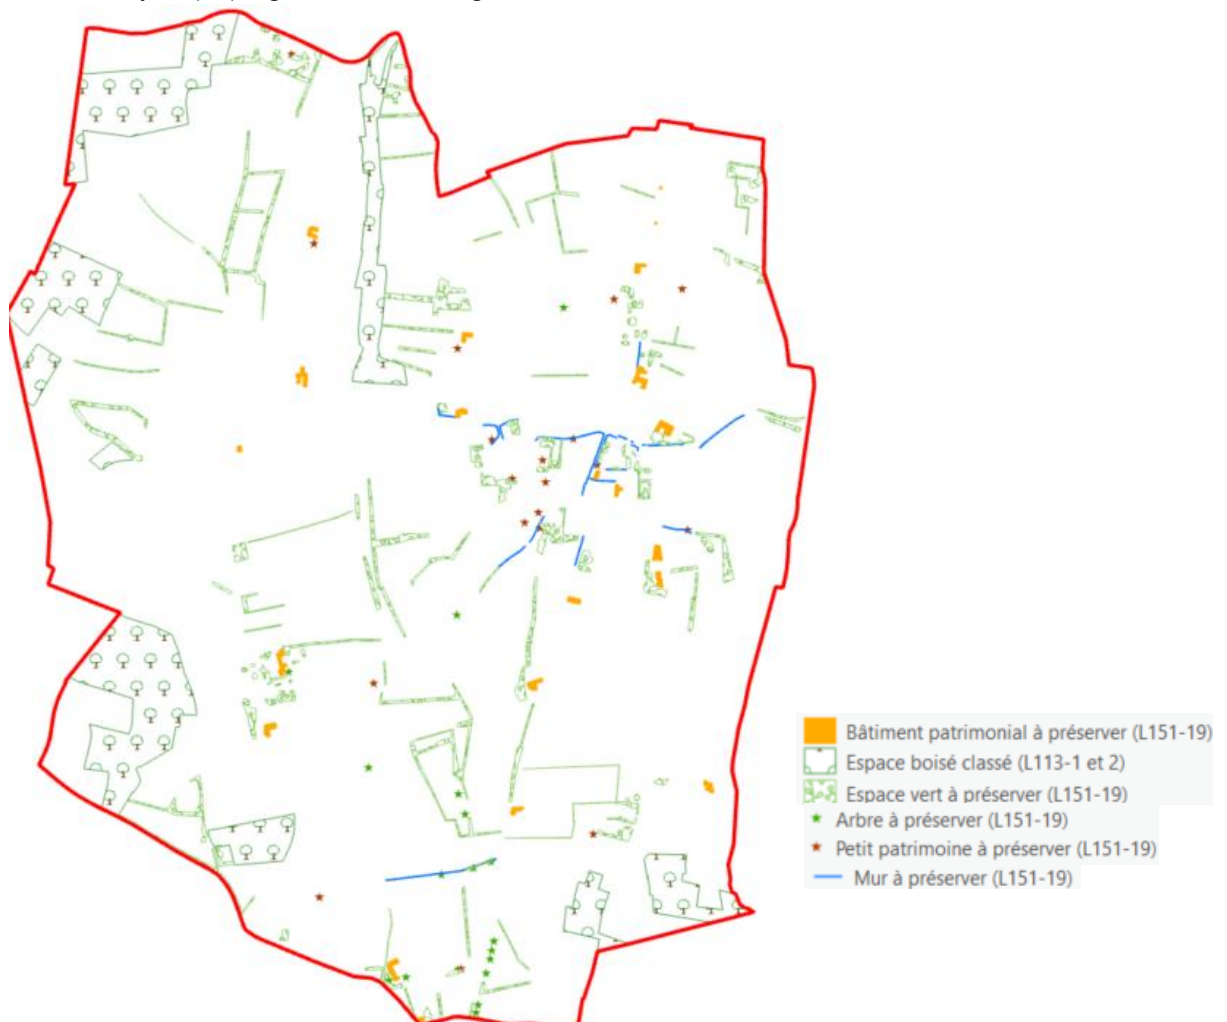 Bâtiment patrimonial à préserver (L151-19)
Espace boisé classé (L113-1 et 2)
Espace vert à préserver (L151-19)
Arbre à préserver (L151-19)
Petit patrimoine à préserver (L151-19)
Mur à préserver (L151-19)